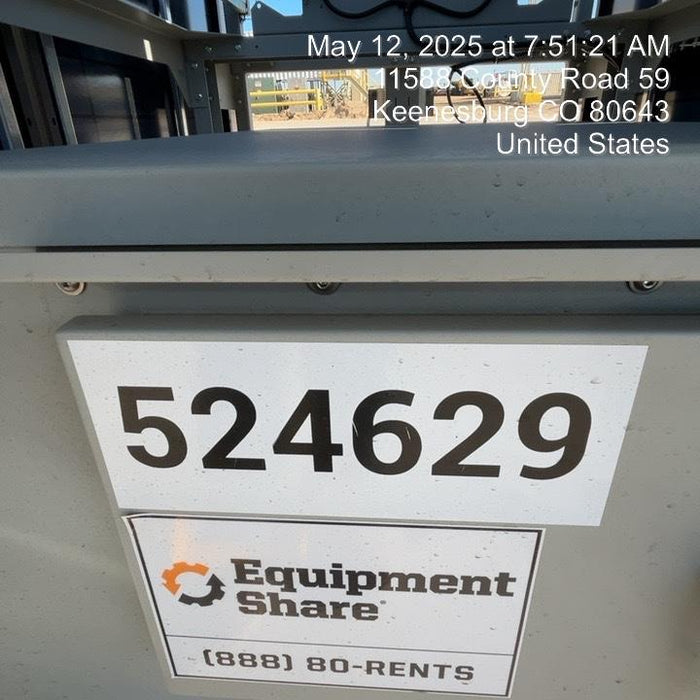 May 12, 2025 at 7:51:21 AM
11588 County Road 59
Keenesburg CO 80643
United States
524629
Equipment
Share
(888) 80-RENTS